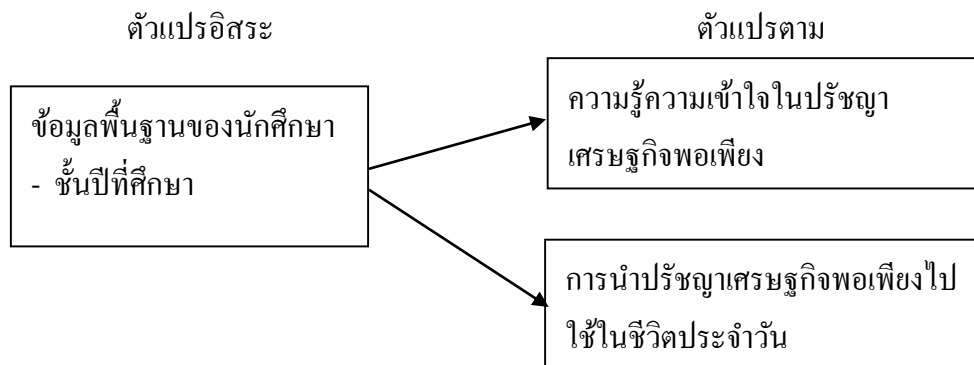 ตัวแปรอิสระ
ตัวแปรตาม
ข้อมูลพื้นฐานของนักศึกษา
- ชั้นปีที่ศึกษา
ความรู้ความเข้าใจในปรัชญา
เศรษฐกิจพอเพียง
การนำปรัชญาเศรษฐกิจพอเพียงไป
ใช้ในชีวิตประจำวัน